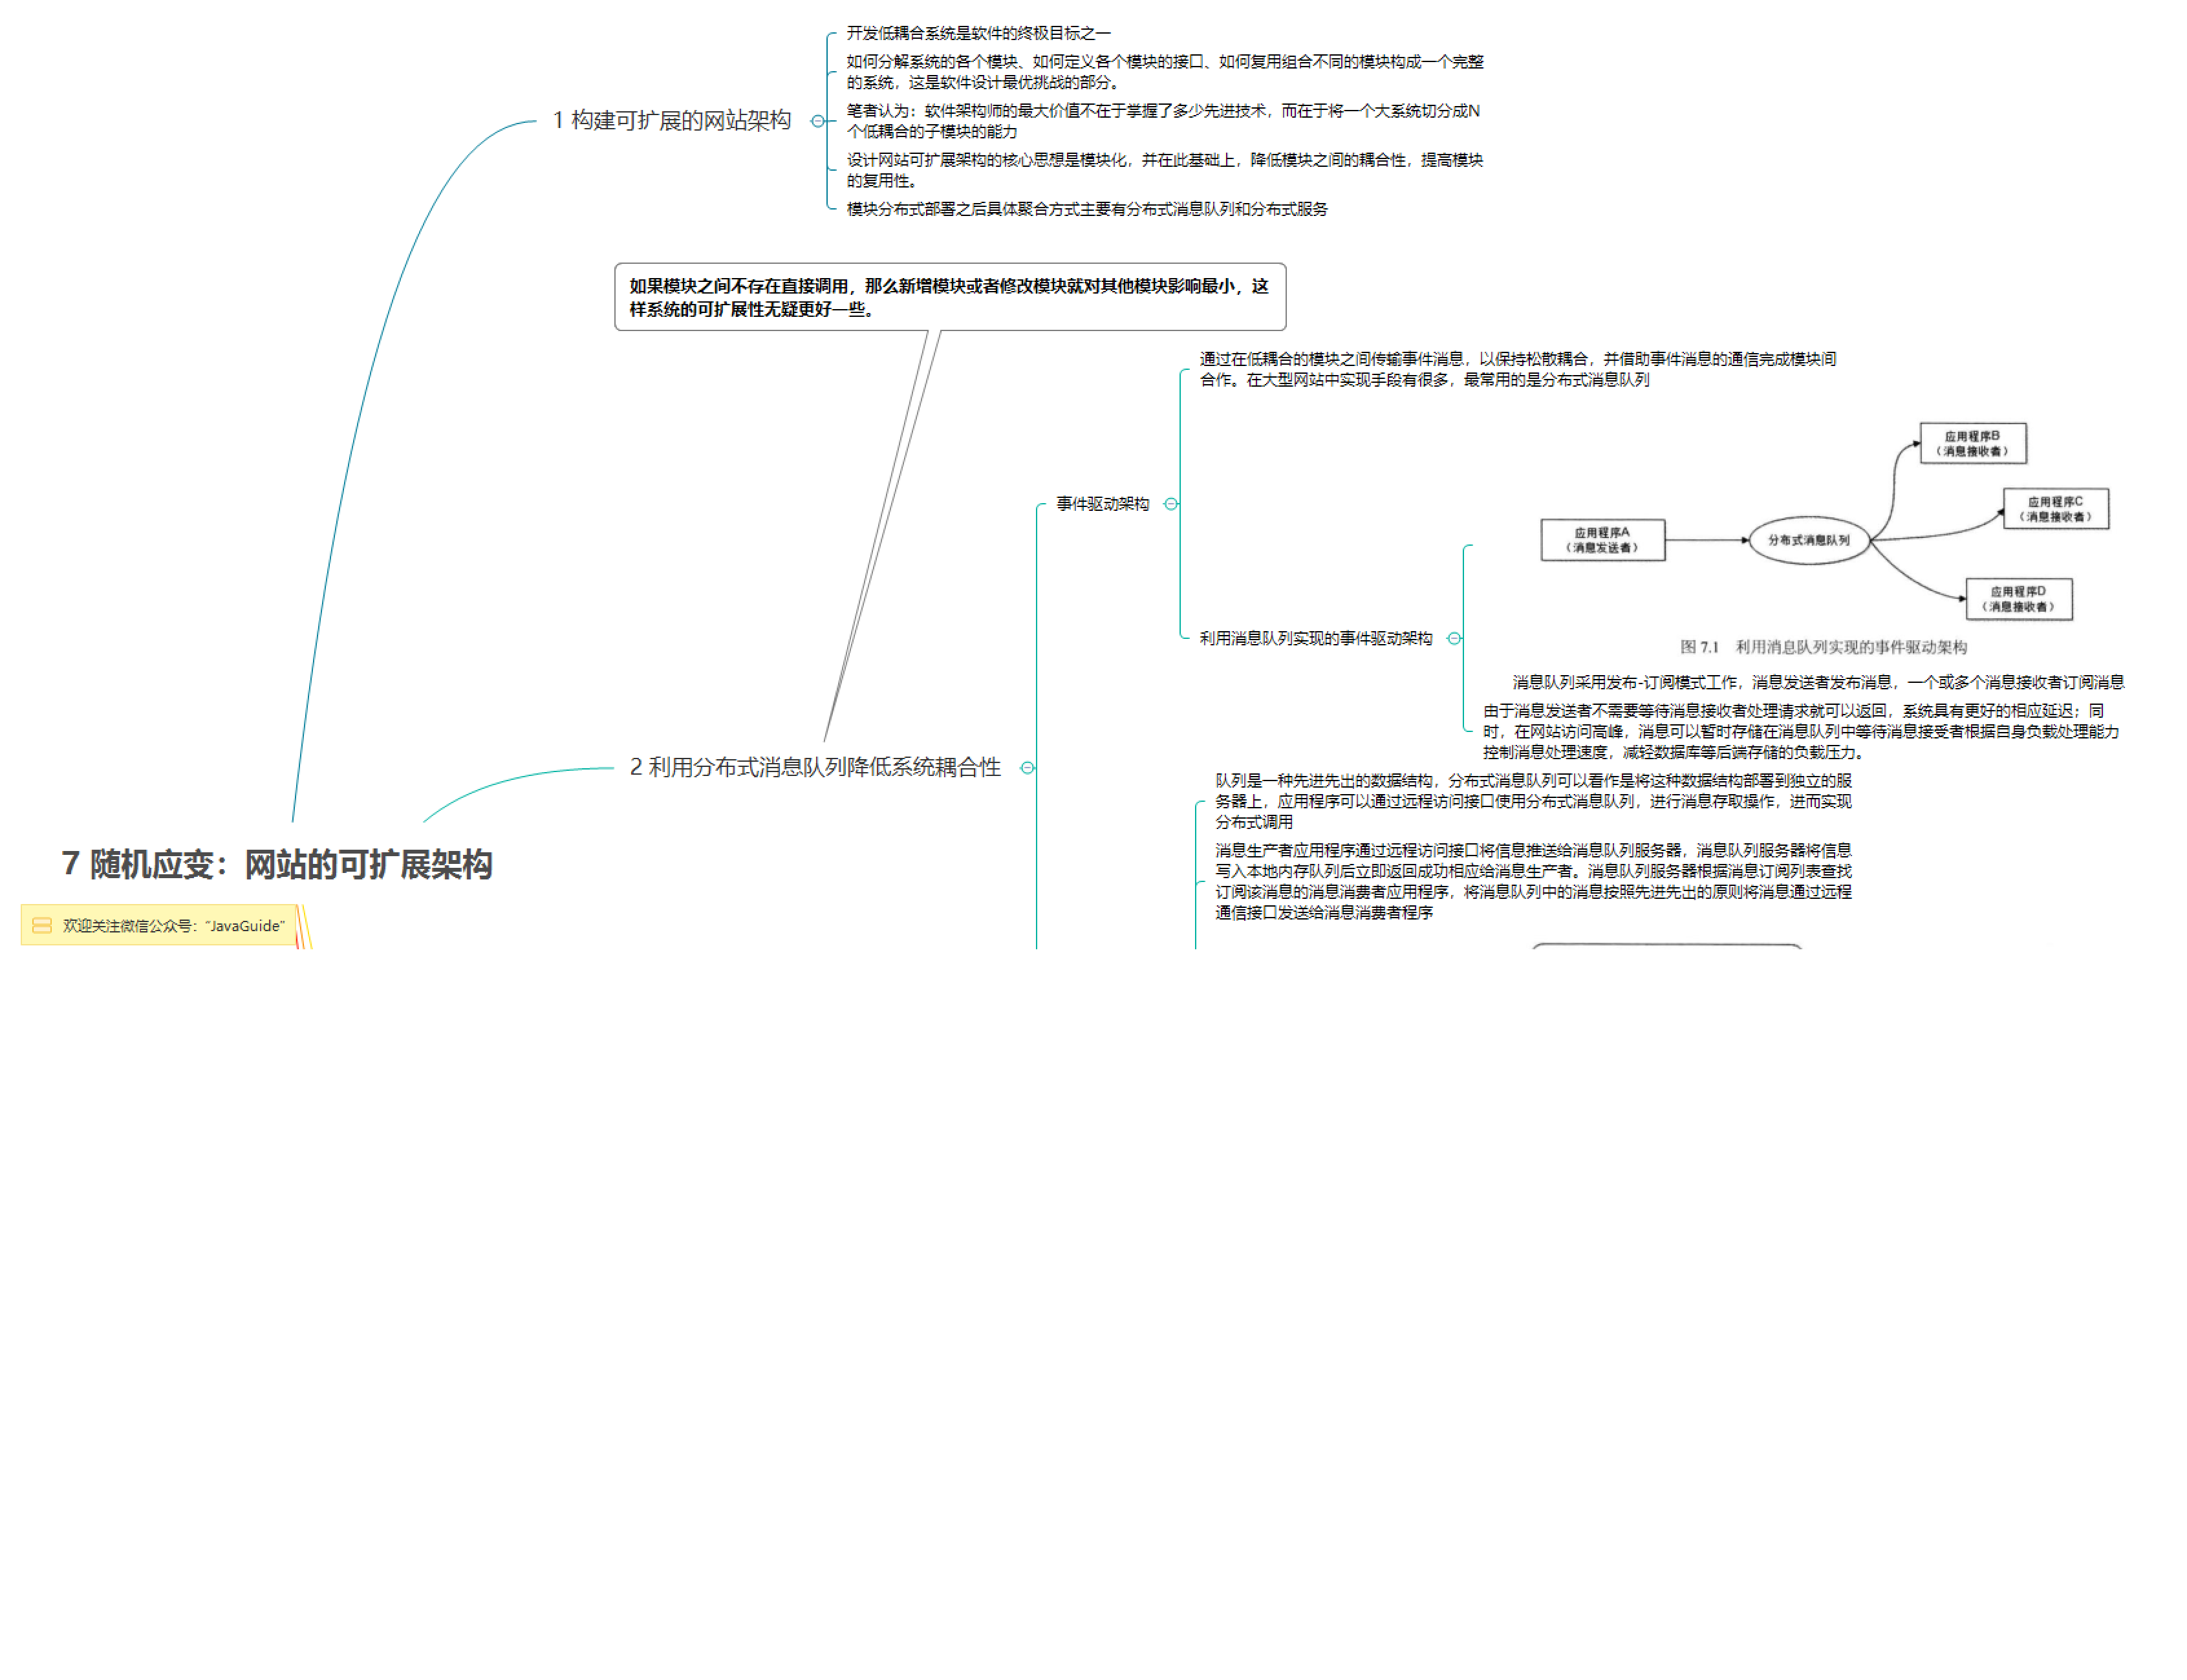 开发低耦合系统是软件的终极目标之一
如何分解系统的各个模块、如何定义各个模块的接口、如何复用组合不同的模块构成一个完整
的系统，这是软件设计最优挑战的部分。
1 构建可扩展的网站架构
笔者认为：软件架构师的最大价值不在于掌握了多少先进技术，而在于将一个大系统切分成N
个低耦合的子模块的能力
设计网站可扩展架构的核心思想是模块化，并在此基础上，降低模块之间的耦合性，提高模块
的复用性。
模块分布式部署之后具体聚合方式主要有分布式消息队列和分布式服务
如果模块之间不存在直接调用，那么新增模块或者修改模块就对其他模块影响最小，这
样系统的可扩展性无疑更好一些。
通过在低耦合的模块之间传输事件消息，以保持松散耦合，并借助事件消息的通信完成模块间
合作。在大型网站中实现手段有很多，最常用的是分布式消息队列
事件驱动架构
应用程序B
（消息接收者）
应用程序C
（消息接收者）
应用程序A
（消息发送者）
分布式消息队列
应用程序D
（消息接收者）
利用消息队列实现的事件驱动架构
图 7.1 利用消息队列实现的事件驱动架构
消息队列采用发布-订阅模式工作，消息发送者发布消息，一个或多个消息接收者订阅消息
由于消息发送者不需要等待消息接收者处理请求就可以返回，系统具有更好的相应延迟；同
时，在网站访问高峰，消息可以暂时存储在消息队列中等待消息接受者根据自身负载处理能力
控制消息处理速度，减轻数据库等后端存储的负载压力。
2 利用分布式消息队列降低系统耦合性
队列是一种先进先出的数据结构，分布式消息队列可以看作是将这种数据结构部署到独立的服
务器上，应用程序可以通过远程访问接口使用分布式消息队列，进行消息存取操作，进而实现
分布式调用
消息生产者应用程序通过远程访问接口将信息推送给消息队列服务器，消息队列服务器将信息
写入本地内存队列后立即返回成功相应给消息生产者。消息队列服务器根据消息订阅列表查找
订阅该消息的消息消费者应用程序，将消息队列中的消息按照先进先出的原则将消息通过远程
通信接口发送给消息消费者程序
7 随机应变：网站的可扩展架构
欢迎关注微信公众号：“JavaGuide”